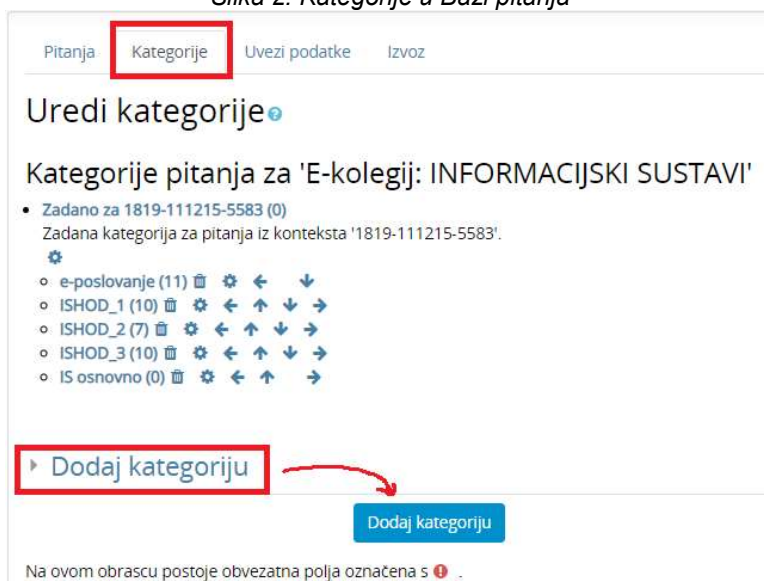 Slika 2. Kategorije u Bazi pitanja
Pitanja Kategorije Uvezi podatke Izvoz
Uredi kategorije
Kategorije pitanja za 'E-kolegij: INFORMACIJSKI SUSTAVI'
Zadano za 1819-111215-5583 (0)
Zadana kategorija za pitanja iz konteksta '1819-111215-5583'.
e-poslovanje (11)
ISHOD_1 (10)
ISHOD_2 (7)
ISHOD_3 (10)
IS osnovno (0)
Dodaj kategoriju
Dodaj kategoriju
Na ovom obrascu postoje obvezatna polja označena s .